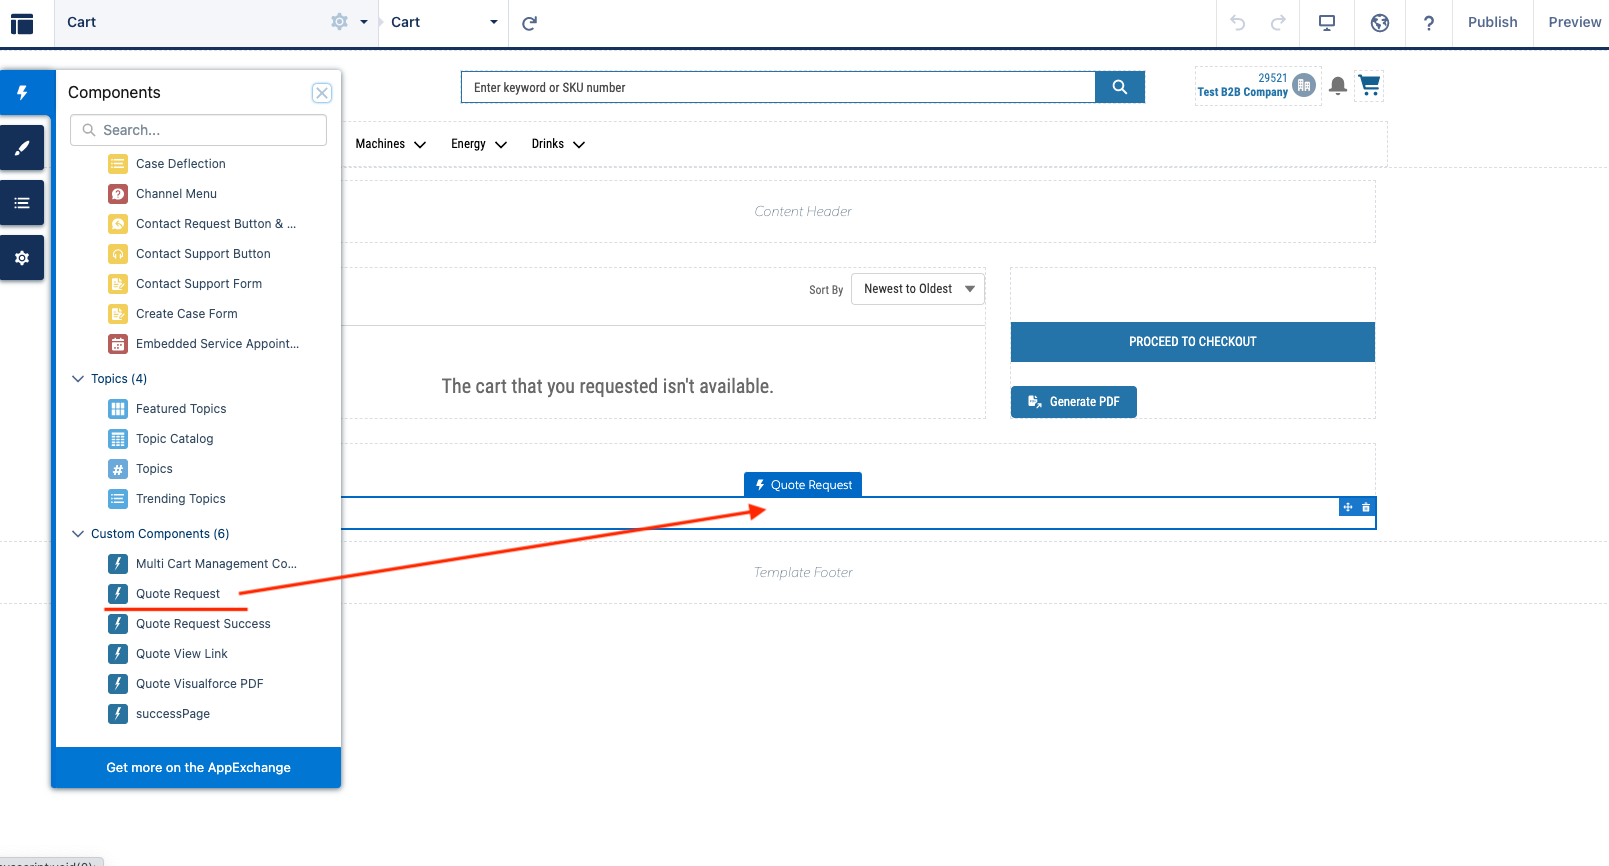 Cart
Cart
?
Publish
Preview
Components
Search...
Case Deflection
Channel Menu
Contact Request Button & ...
Contact Support Button
Contact Support Form
Create Case Form
Embedded Service Appoint...
Topics (4)
Featured Topics
Topic Catalog
Topics
Trending Topics
Custom Components (6)
Multi Cart Management Co...
Quote Request
Quote Request Success
Quote View Link
Quote Visualforce PDF
successPage
Get more on the AppExchange
Enter keyword or SKU number
29521
Test B2B Company
Machines
Energy
Drinks
Content Header
Sort By
Newest to Oldest
The cart that you requested isn't available.
PROCEED TO CHECKOUT
Generate PDF
Quote Request
Template Footer